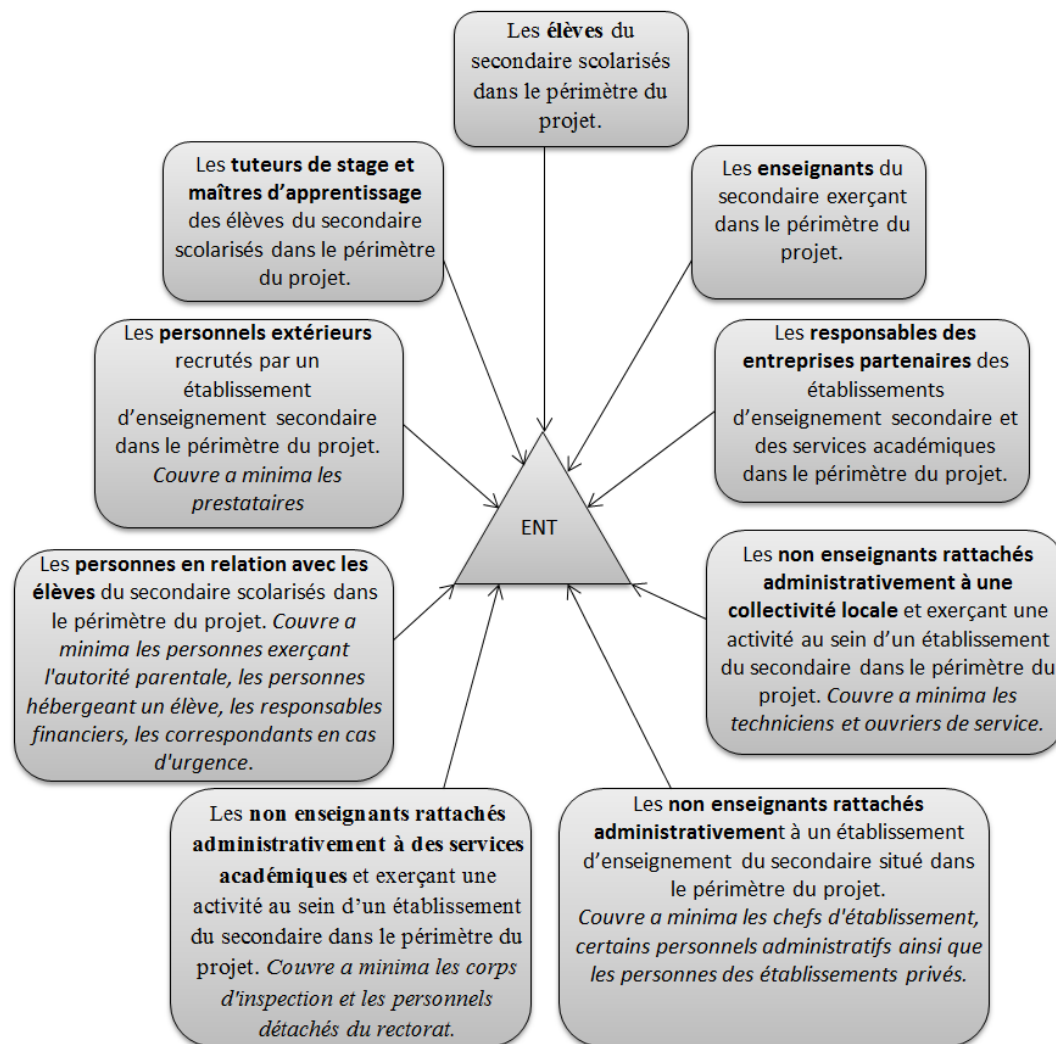 Les élèves du
secondaire scolarisés
dans le périmètre du
projet.
Les tuteurs de stage et
maîtres d’apprentissage
des élèves du secondaire
scolarisés dans le périmètre
du projet.
Les enseignants du
secondaire exerçant
dans le périmètre du
projet.
Les personnels extérieurs
recrutés par un
établissement
d’enseignement secondaire
dans le périmètre du projet.
Couvre a minima les
prestataires
Les responsables des
entreprises partenaires des
établissements
d’enseignement secondaire et
des services académiques
dans le périmètre du projet.
ENT
Les personnes en relation avec les
élèves du secondaire scolarisés dans
le périmètre du projet. Couvre a
minima les personnes exerçant
l'autorité parentale, les personnes
hébergeant un élève, les responsables
financiers, les correspondants en cas
d'urgence.
Les non enseignants rattachés
administrativement à une
collectivité locale et exerçant une
activité au sein d’un établissement
du secondaire dans le périmètre du
projet. Couvre a minima les
techniciens et ouvriers de service.
Les non enseignants rattachés
administrativement à des services
académiques et exerçant une
activité au sein d’un établissement
du secondaire dans le périmètre du
projet. Couvre a minima les corps
d'inspection et les personnels
détachés du rectorat.
Les non enseignants rattachés
administrativement à un établissement
d’enseignement du secondaire situé dans
le périmètre du projet.
Couvre a minima les chefs d'établissement,
certains personnels administratifs ainsi que
les personnes des établissements privés.